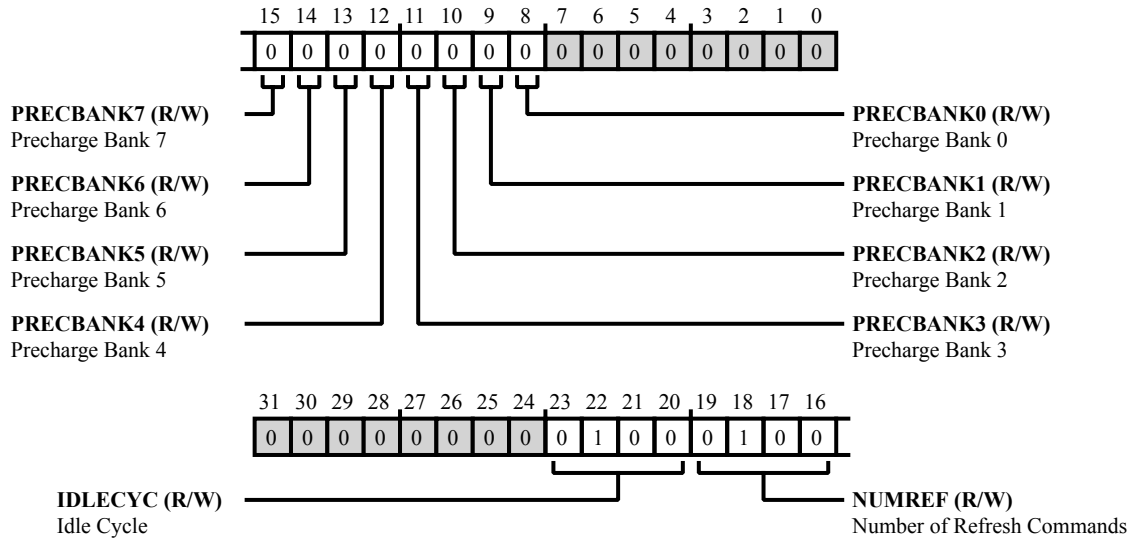 15 14 13 12 11 10 9 8 7 6 5 4 3 2 1 0
0 0 0 0 0 0 0 0 0 0 0 0 0 0 0 0
PRECBANK7 (R/W)
Precharge Bank 7
PRECBANK0 (R/W)
Precharge Bank 0
PRECBANK6 (R/W)
Precharge Bank 6
PRECBANK1 (R/W)
Precharge Bank 1
PRECBANK5 (R/W)
Precharge Bank 5
PRECBANK2 (R/W)
Precharge Bank 2
PRECBANK4 (R/W)
Precharge Bank 4
PRECBANK3 (R/W)
Precharge Bank 3
31 30 29 28 27 26 25 24 23 22 21 20 19 18 17 16
0 0 0 0 0 0 0 0 0 1 0 0 0 1 0 0
IDLECYC (R/W)
Idle Cycle
NUMREF (R/W)
Number of Refresh Commands